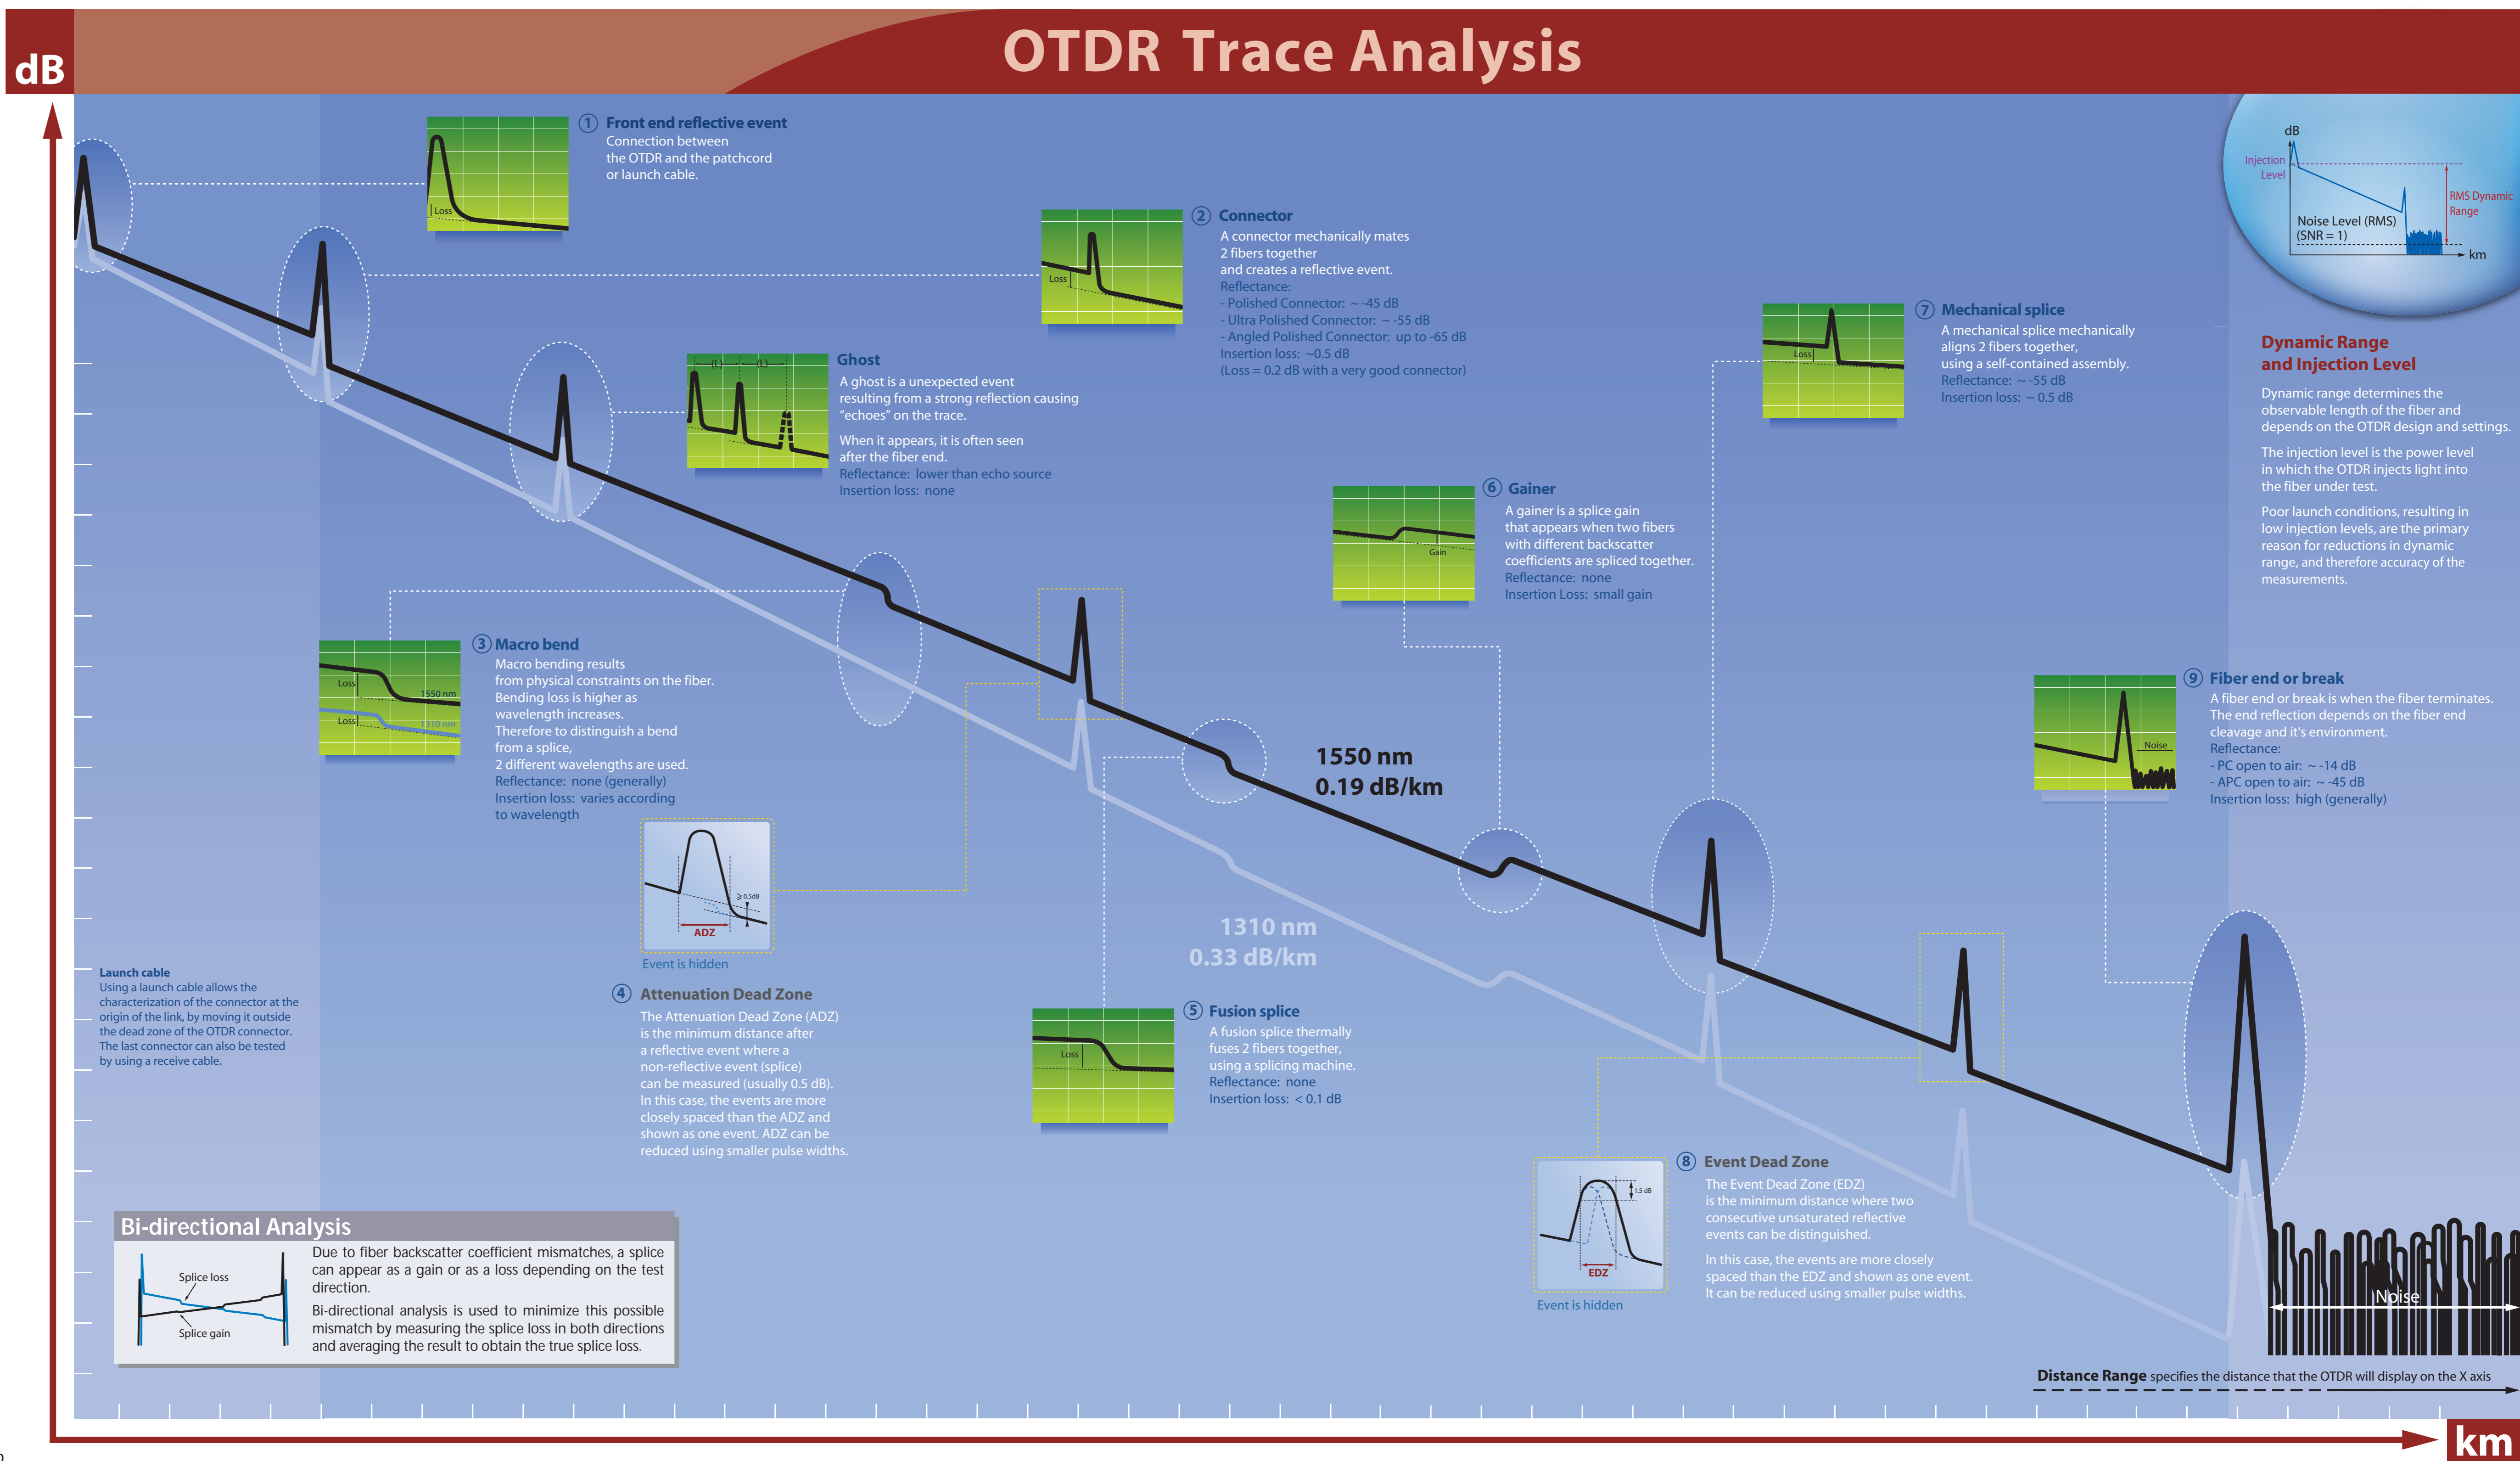 OTDR Trace Analysis
dB
1 Front end reflective event
Connection between
the OTDR and the patchcord
or launch cable.
Loss
2 Connector
A connector mechanically mates
2 fibers together
and creates a reflective event.
Reflectance:
- Polished Connector: ~ -45 dB
- Ultra Polished Connector: ~ -55 dB
- Angled Polished Connector: up to -65 dB
Insertion loss: ~0.5 dB
(Loss = 0.2 dB with a very good connector)
Loss
Ghost
A ghost is a unexpected event
resulting from a strong reflection causing
“echoes” on the trace.
When it appears, it is often seen
after the fiber end.
Reflectance: lower than echo source
Insertion loss: none
(L)
(L)
3 Macro bend
Macro bending results
from physical constraints on the fiber.
Bending loss is higher as
wavelength increases.
Therefore to distinguish a bend
from a splice,
2 different wavelengths are used.
Reflectance: none (generally)
Insertion loss: varies according
to wavelength
Loss
1550 nm
Loss
1310 nm
≥ 0.5dB
ADZ
Event is hidden
4 Attenuation Dead Zone
The Attenuation Dead Zone (ADZ)
is the minimum distance after
a reflective event where a
non-reflective event (splice)
can be measured (usually 0.5 dB).
In this case, the events are more
closely spaced than the ADZ and
shown as one event. ADZ can be
reduced using smaller pulse widths.
5 Fusion splice
A fusion splice thermally
fuses 2 fibers together,
using a splicing machine.
Reflectance: none
Insertion loss: < 0.1 dB
Loss
1550 nm
0.19 dB/km
1310 nm
0.33 dB/km
6 Gainer
A gainer is a splice gain
that appears when two fibers
with different backscatter
coefficients are spliced together.
Reflectance: none
Insertion Loss: small gain
Gain
7 Mechanical splice
A mechanical splice mechanically
aligns 2 fibers together,
using a self-contained assembly.
Reflectance: ~ -55 dB
Insertion loss: ~ 0.5 dB
Loss
1.5 dB
EDZ
Event is hidden
8 Event Dead Zone
The Event Dead Zone (EDZ)
is the minimum distance where two
consecutive unsaturated reflective
events can be distinguished.
In this case, the events are more closely
spaced than the EDZ and shown as one event.
It can be reduced using smaller pulse widths.
9 Fiber end or break
A fiber end or break is when the fiber terminates.
The end reflection depends on the fiber end
cleavage and it's environment.
Reflectance:
- PC open to air: ~ -14 dB
- APC open to air: ~ -45 dB
Insertion loss: high (generally)
Noise
dB
Injection
Level
RMS Dynamic
Range
Noise Level (RMS)
(SNR = 1)
km
Dynamic Range
and Injection Level
Dynamic range determines the
observable length of the fiber and
depends on the OTDR design and settings.
The injection level is the power level
in which the OTDR injects light into
the fiber under test.
Poor launch conditions, resulting in
low injection levels, are the primary
reason for reductions in dynamic
range, and therefore accuracy of the
measurements.
Launch cable
Using a launch cable allows the
characterization of the connector at the
origin of the link, by moving it outside
the dead zone of the OTDR connector.
The last connector can also be tested
by using a receive cable.
Bi-directional Analysis
Splice loss
Splice gain
Due to fiber backscatter coefficient mismatches, a splice
can appear as a gain or as a loss depending on the test
direction.
Bi-directional analysis is used to minimize this possible
mismatch by measuring the splice loss in both directions
and averaging the result to obtain the true splice loss.
Noise
Distance Range specifies the distance that the OTDR will display on the X axis
km